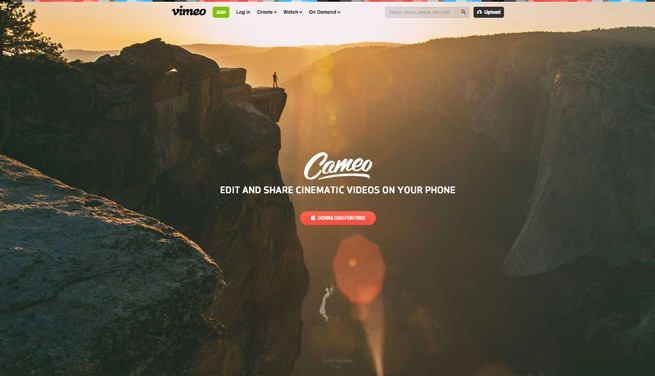 vimeo Join Log in Create Watch On Demand Upload
Cameo
EDIT AND SHARE CINEMATIC VIDEOS ON YOUR PHONE
DOWNLOAD FOR FREE